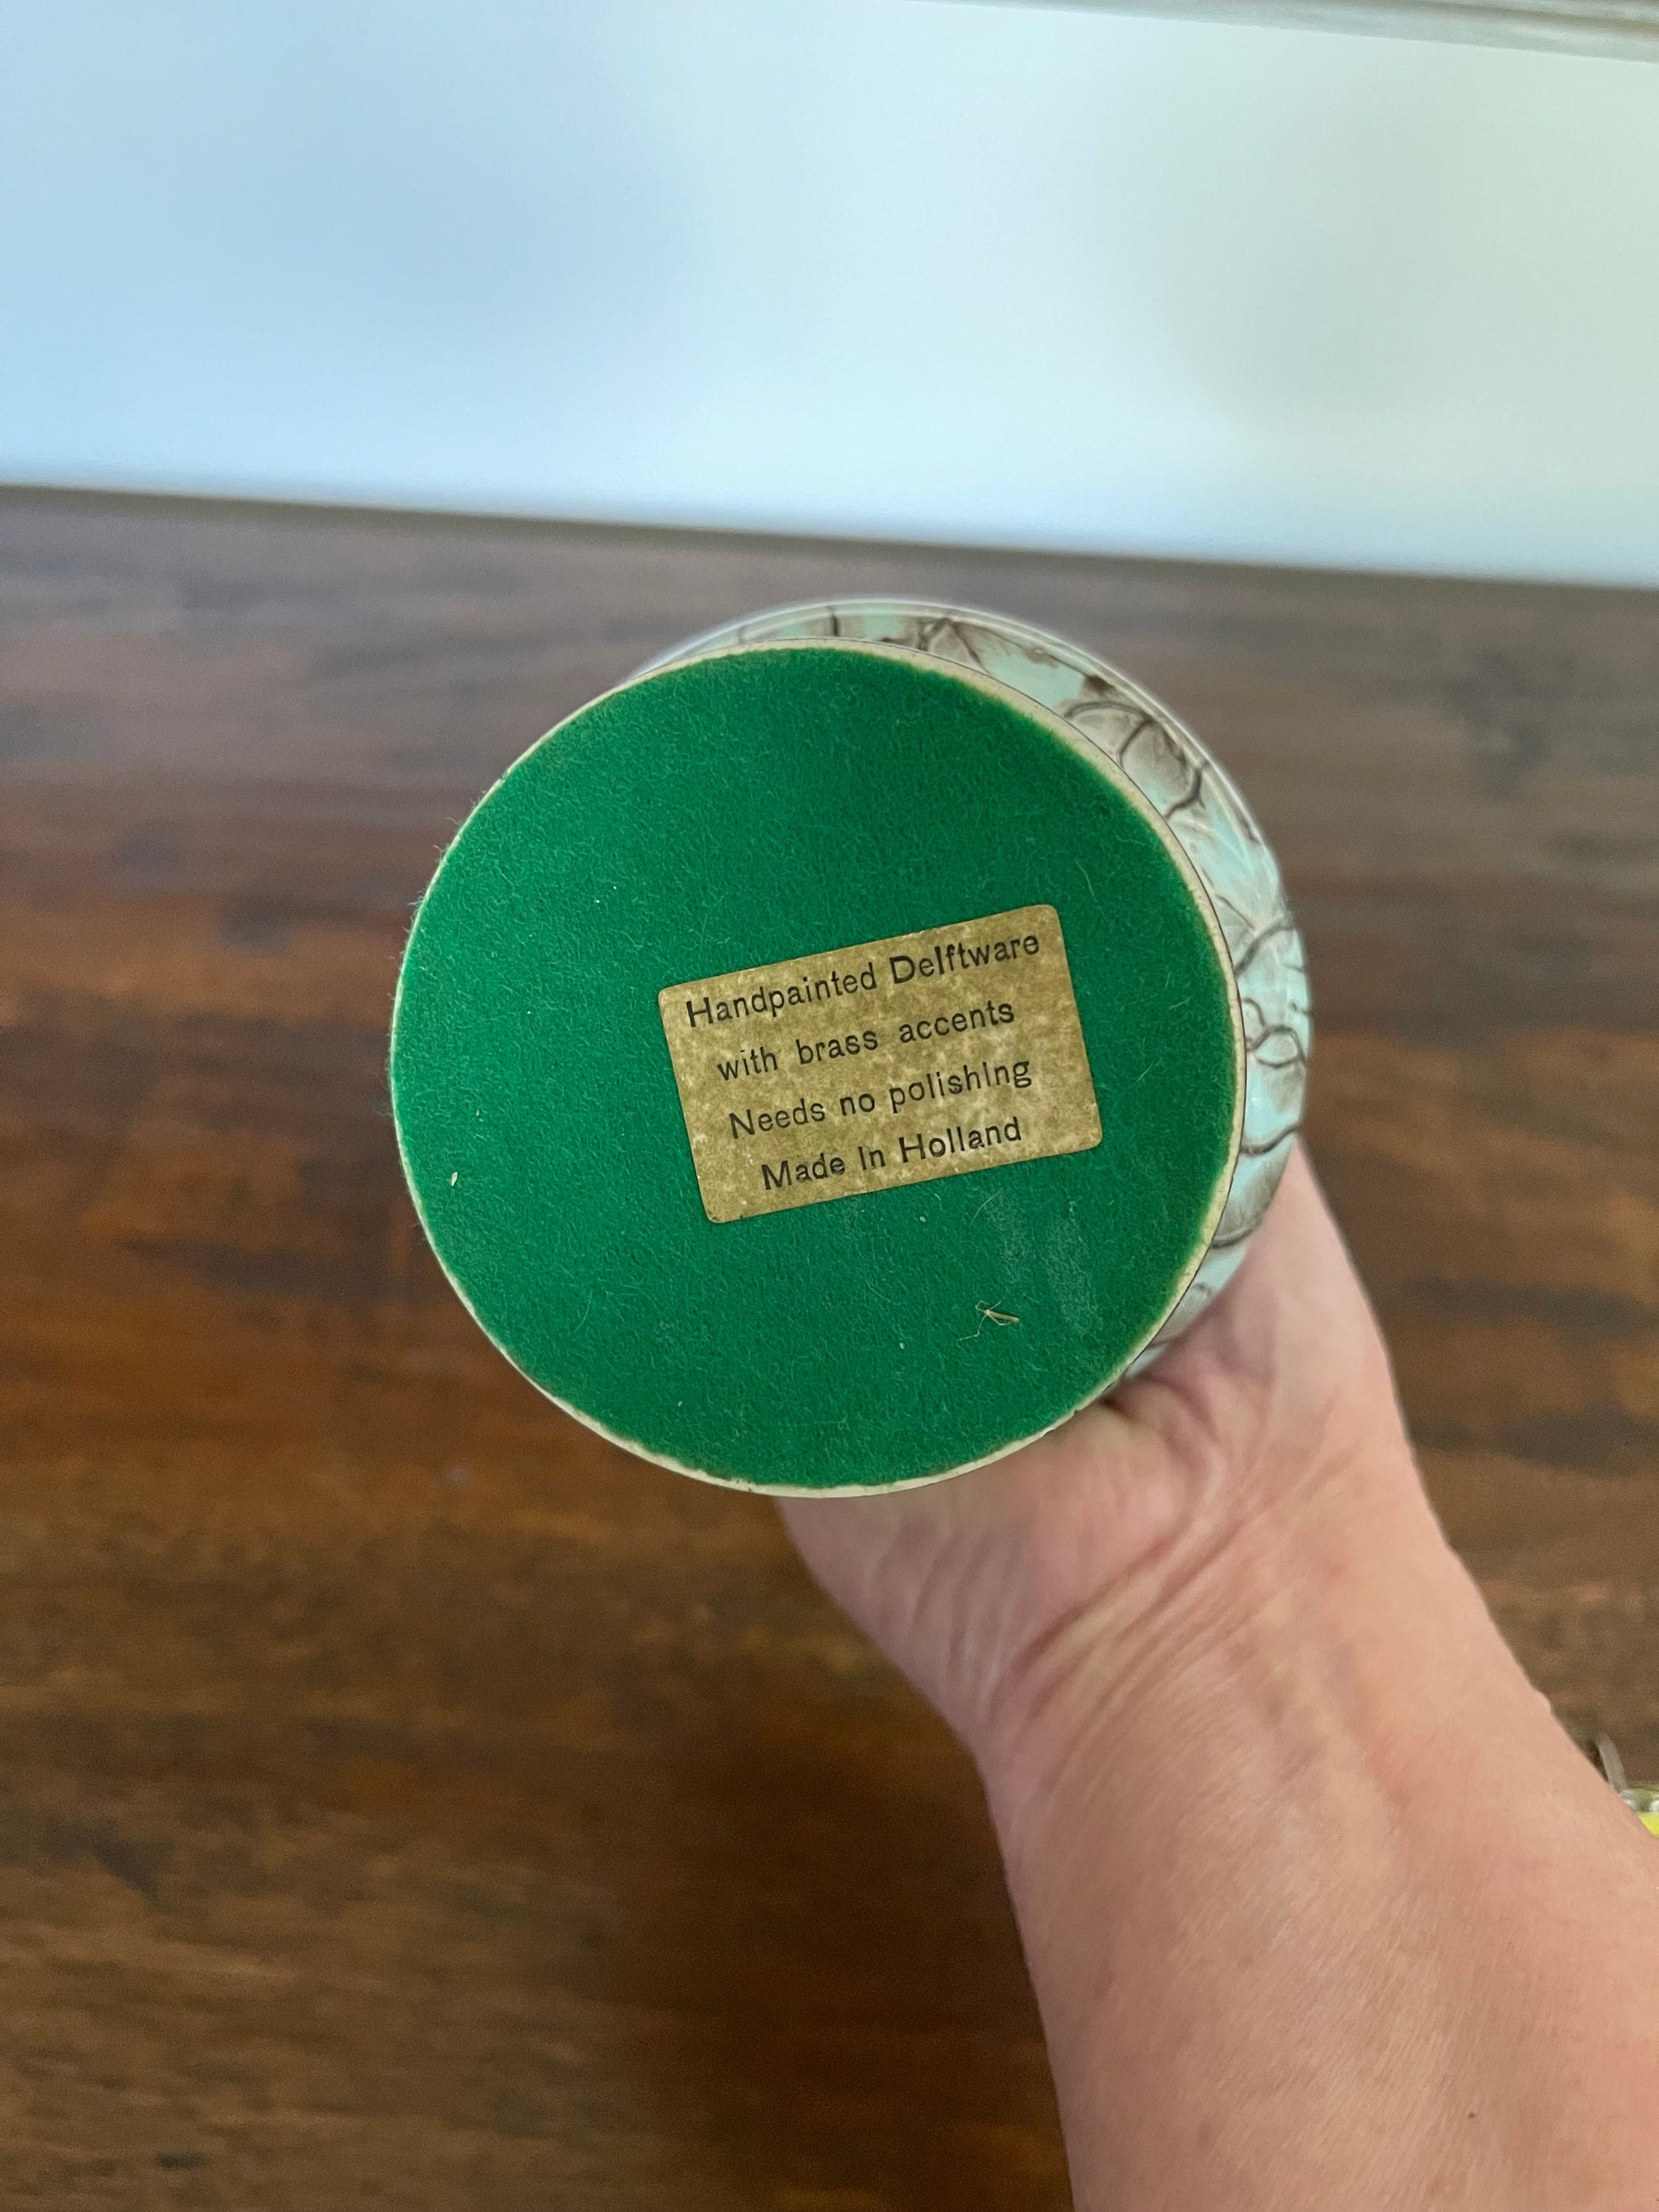 Handpainted Delftware
with brass accents
Needs no polishing
Made In Holland